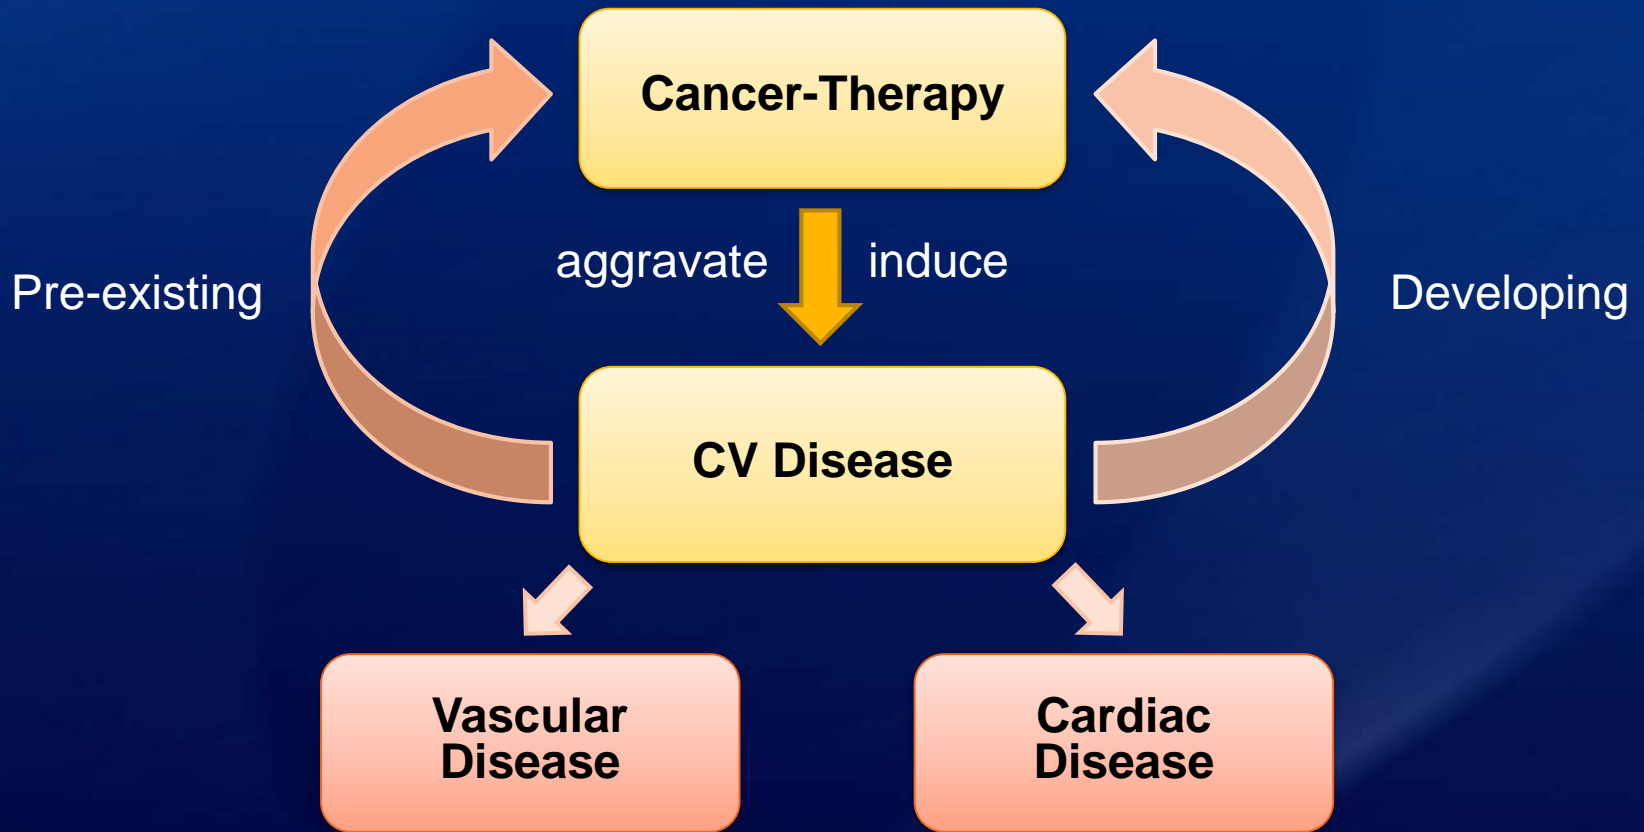 Cancer-Therapy
aggravate induce
Pre-existing
Developing
CV Disease
Vascular
Disease
Cardiac
Disease